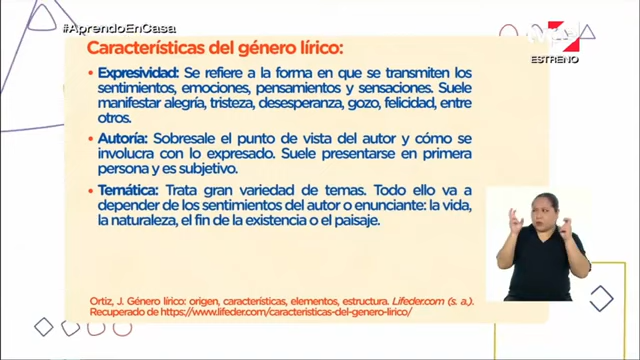 #AprendoEnCasa
Características del género lírico:
• Expresividad: Se refiere a la forma en que se transmiten los
sentimientos, emociones, pensamientos y sensaciones. Suele
manifestar alegría, tristeza, desesperanza, gozo, felicidad, entre
otros.
• Autoría: Sobresale el punto de vista del autor y cómo se
involucra con lo expresado. Suele presentarse en primera
persona y es subjetivo.
• Temática: Trata gran variedad de temas. Todo ello va a
depender de los sentimientos del autor o enunciante: la vida,
la naturaleza, el fin de la existencia o el paisaje.
Ortiz, J. Género lírico: origen, características, elementos, estructura. Lifeder.com (s. a,).
Recuperado de https://www.lifeder.com/caracteristicas-del-genero-lirico/
ESTRENO